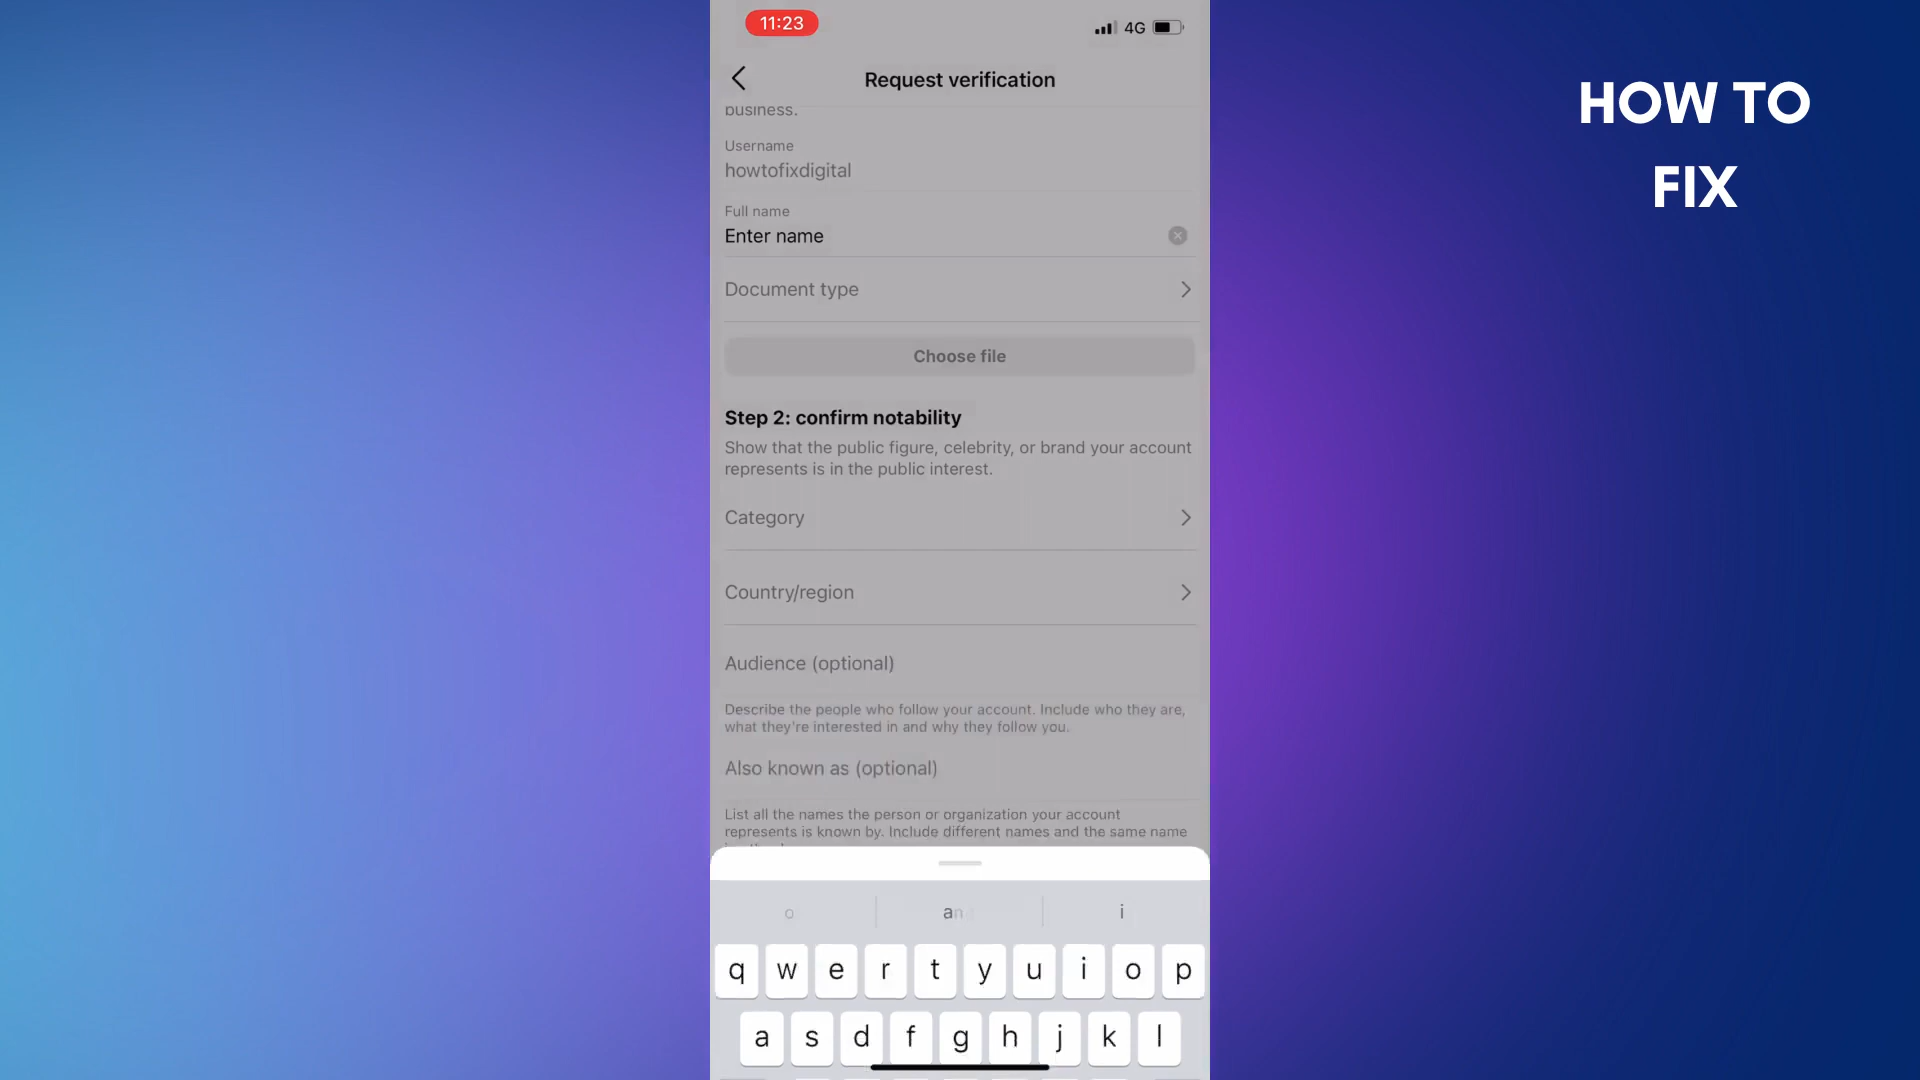 11:23
4G
Request verification
business.
Username
howtofixdigital
Full name
Enter name
Document type
Choose file
Step 2: confirm notability
Show that the public figure, celebrity, or brand your account
represents is in the public interest.
Category
Country/region
Audience (optional)
Describe the people who follow your account. Include who they are,
what they're interested in and why they follow you.
Also known as (optional)
List all the names the person or organization your account
represents is known by. Include different names and the same name
o an i
q w e r t y u i o p
a s d f g h j k l
HOW TO
FIX